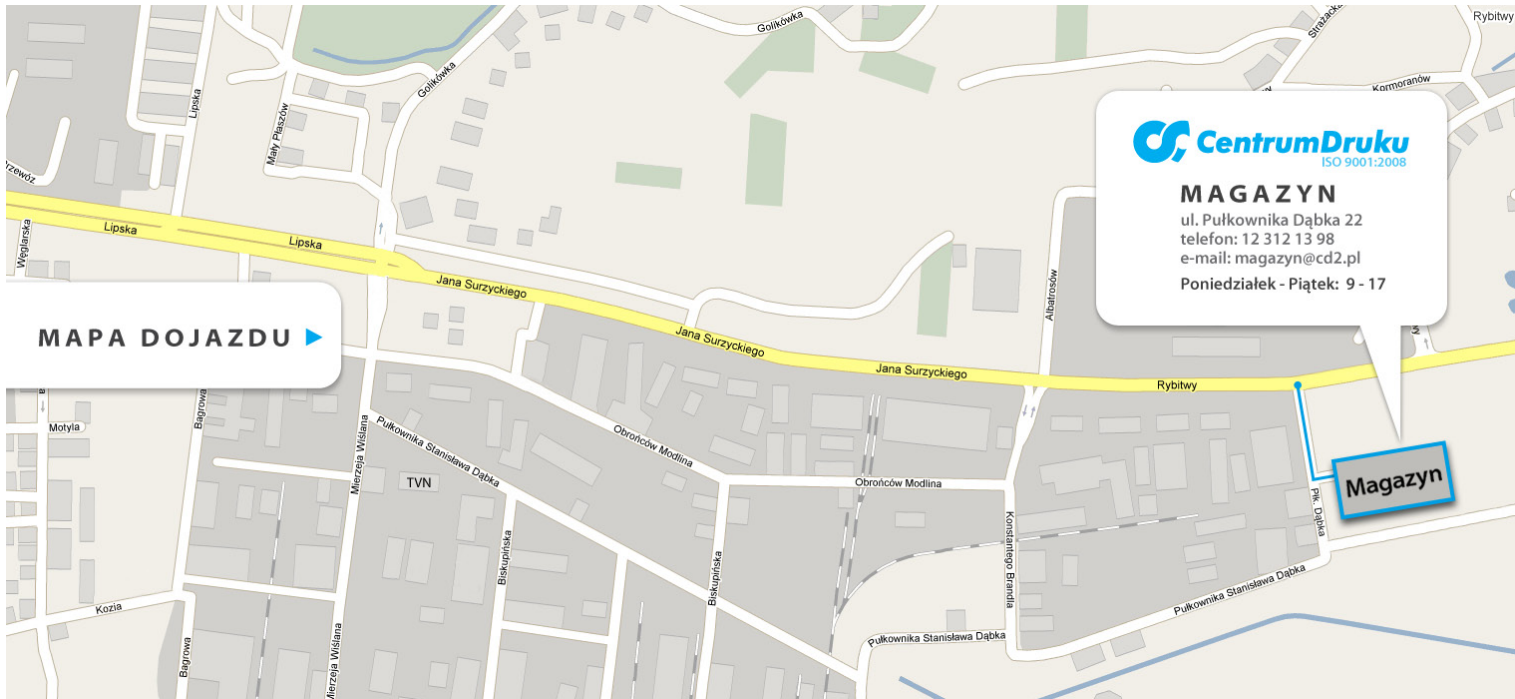 Golikówka
Strażacka
Rybitwy
Golikówka
Lipska
Mały Płaszów
Kormoranów
CentrumDruku
ISO 9001:2008
MAGAZYN
ul. Pułkownika Dąbka 22
telefon: 12 312 13 98
e-mail: magazyn@cd2.pl
Poniedziałek - Piątek: 9 - 17
Węglarska
Lipska
Lipska
Jana Surzyckiego
Albatrosów
MAPA DOJAZDU
Jana Surzyckiego
Jana Surzyckiego
Rybitwy
Bagrowa
Motyla
Mierzeja Wiślana
Pułkownika Stanisława Dąbka
Obrońców Modlina
TVN
Obrońców Modlina
Magazyn
Płk. Dąbka
Biskupińska
Biskupińska
Konstantego Brandla
Pułkownika Stanisława Dąbka
Kozia
Bagrowa
Mierzeja Wiślana
Pułkownika Stanisława Dąbka